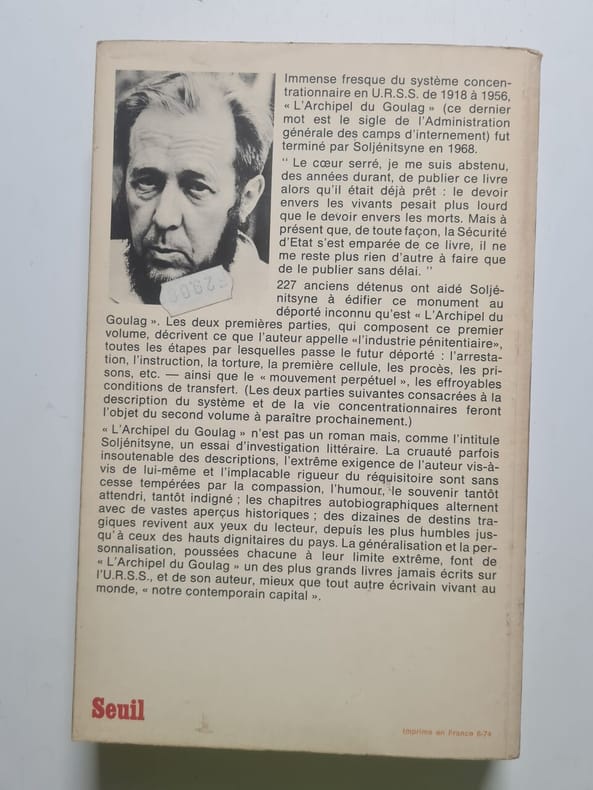 Immense fresque du système concen-
trationnaire en U.R.S.S. de 1918 à 1956,
« L'Archipel du Goulag » (ce dernier
mot est le sigle de l'Administration
générale des camps d'internement) fut
terminé par Soljénitsyne en 1968.
" Le cœur serré, je me suis abstenu,
des années durant, de publier ce livre
alors qu'il était déjà prêt : le devoir
envers les vivants pesait plus lourd
que le devoir envers les morts. Mais à
présent que, de toute façon, la Sécurité
d'Etat s'est emparée de ce livre, il ne
me reste plus rien d'autre à faire que
de le publier sans délai. "
227 anciens détenus ont aidé Soljé-
nitsyne à édifier ce monument au
déporté inconnu qu'est « L'Archipel du
Goulag ». Les deux premières parties, qui composent ce premier
volume, décrivent ce que l'auteur appelle «l'industrie pénitentiaire»,
toutes les étapes par lesquelles passe le futur déporté : l'arresta-
tion, l'instruction, la torture, la première cellule, les procès, les pri-
sons, etc. — ainsi que le « mouvement perpétuel », les effroyables
conditions de transfert. (Les deux parties suivantes consacrées à la
description du système et de la vie concentrationnaires feront
l'objet du second volume à paraître prochainement.)
« L'Archipel du Goulag » n'est pas un roman mais, comme l'intitule
Soljénitsyne, un essai d'investigation littéraire. La cruauté parfois
insoutenable des descriptions, l'extrême exigence de l'auteur vis-à-
vis de lui-même et l'implacable rigueur du réquisitoire sont sans
cesse tempérées par la compassion, l'humour, le souvenir tantôt
attendri, tantôt indigné ; les chapitres autobiographiques alternent
avec de vastes aperçus historiques ; des dizaines de destins tra-
giques revivent aux yeux du lecteur, depuis les plus humbles jus-
qu'à ceux des hauts dignitaires du pays. La généralisation et la per-
sonnalisation, poussées chacune à leur limite extrême, font de
« L'Archipel du Goulag » un des plus grands livres jamais écrits sur
l'U.R.S.S., et de son auteur, mieux que tout autre écrivain vivant au
monde, « notre contemporain capital ».
Seuil
Imprimé en France 6-74